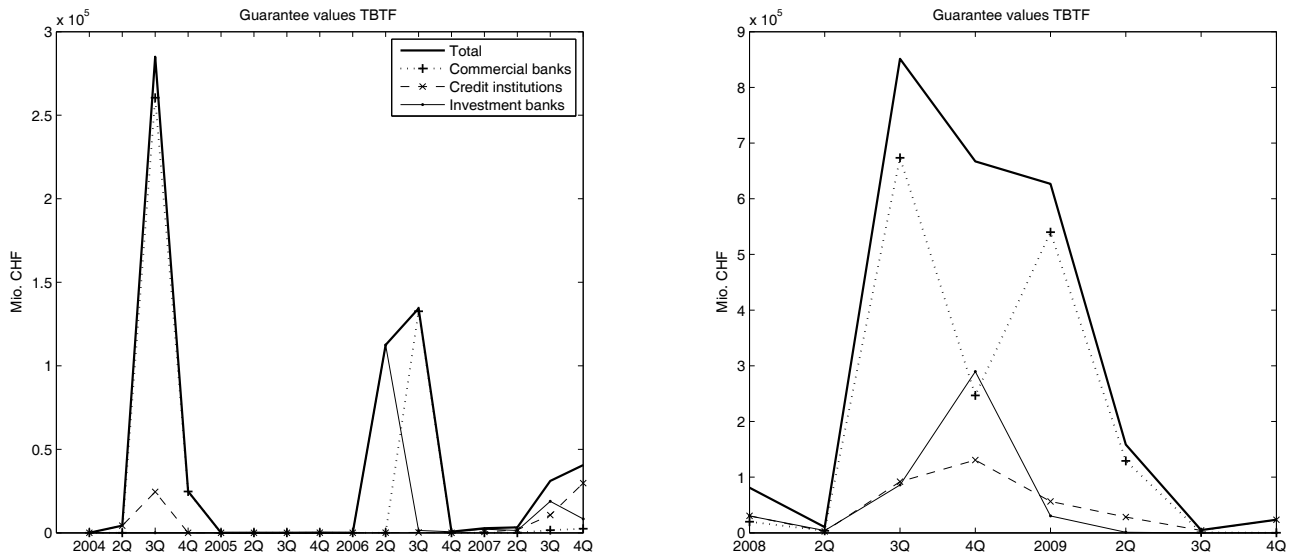 Guarantee values TBTF
x 10^5
3
2.5
2
1.5
1
0.5
0
Mio. CHF
Total
Commercial banks
Credit institutions
Investment banks
2004 2Q 3Q 4Q 2005 2Q 3Q 4Q 2006 2Q 3Q 4Q 2007 2Q 3Q 4Q
Guarantee values TBTF
x 10^5
9
8
7
6
5
4
3
2
1
0
Mio. CHF
2008 2Q 3Q 4Q 2009 2Q 3Q 4Q